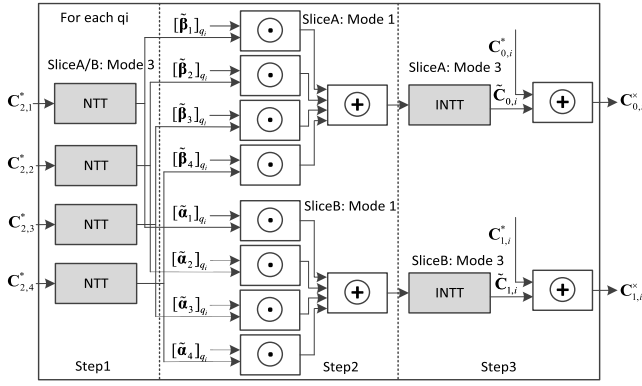 For each qi
SliceA/B: Mode 3
C*2,1
NTT
C*2,2
NTT
C*2,3
NTT
C*2,4
NTT
Step1
[β̃1]qi
[β̃2]qi
[β̃3]qi
[β̃4]qi
[α̃1]qi
[α̃2]qi
[α̃3]qi
[α̃4]qi
SliceA: Mode 1
+
SliceB: Mode 1
+
Step2
SliceA: Mode 3
INTT
C*0,i
C̃0,i
+
C×0,i
SliceB: Mode 3
INTT
C*1,i
C̃1,i
+
C×1,i
Step3